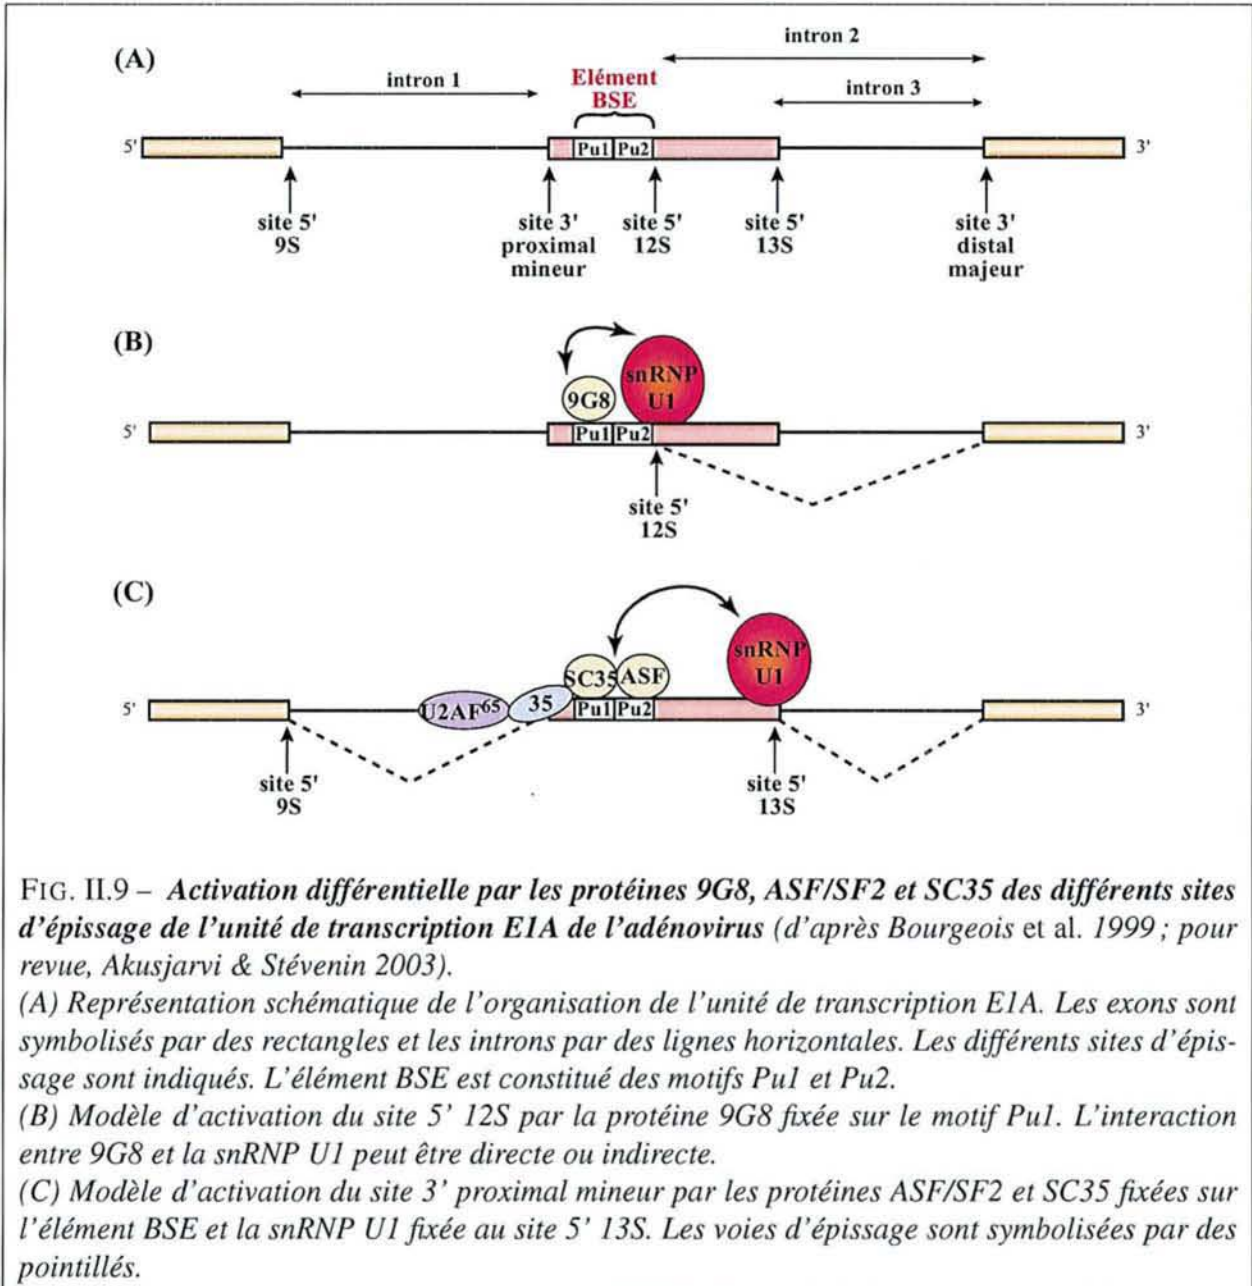 (A)
intron 2
intron 1
Elément
BSE
intron 3
5'
Pu1 Pu2
3'
site 5'
9S
site 3'
proximal
mineur
site 5'
12S
site 5'
13S
site 3'
distal
majeur
(B)
9G8
snRNP
U1
5'
Pu1 Pu2
3'
site 5'
12S
(C)
snRNP
U1
SC35 ASF
U2AF65 35
5'
Pu1 Pu2
3'
site 5'
9S
site 5'
13S
FIG. II.9 – Activation différentielle par les protéines 9G8, ASF/SF2 et SC35 des différents sites
d'épissage de l'unité de transcription E1A de l'adénovirus (d'après Bourgeois et al. 1999 ; pour
revue, Akusjarvi & Stévenin 2003).
(A) Représentation schématique de l'organisation de l'unité de transcription E1A. Les exons sont
symbolisés par des rectangles et les introns par des lignes horizontales. Les différents sites d'épis-
sage sont indiqués. L'élément BSE est constitué des motifs Pu1 et Pu2.
(B) Modèle d'activation du site 5' 12S par la protéine 9G8 fixée sur le motif Pu1. L'interaction
entre 9G8 et la snRNP U1 peut être directe ou indirecte.
(C) Modèle d'activation du site 3' proximal mineur par les protéines ASF/SF2 et SC35 fixées sur
l'élément BSE et la snRNP U1 fixée au site 5' 13S. Les voies d'épissage sont symbolisées par des
pointillés.